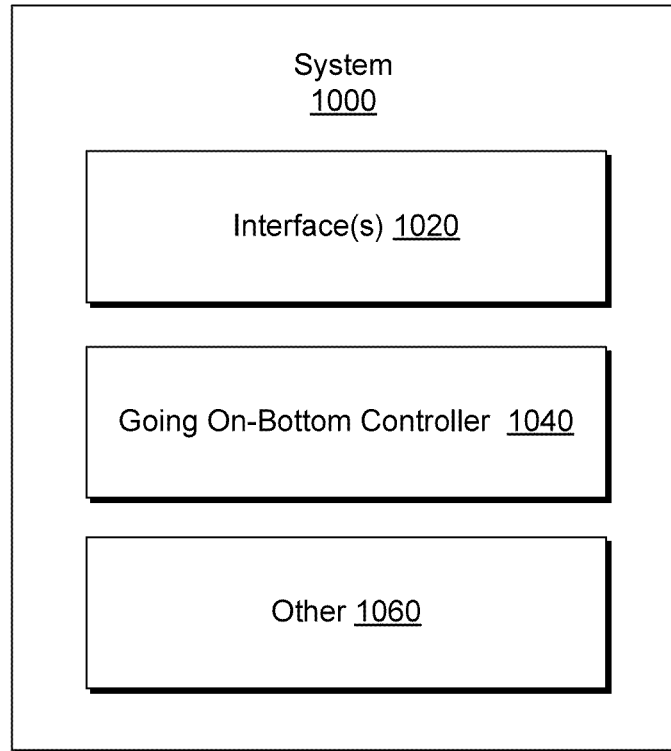 System
1000
Interface(s) 1020
Going On-Bottom Controller 1040
Other 1060